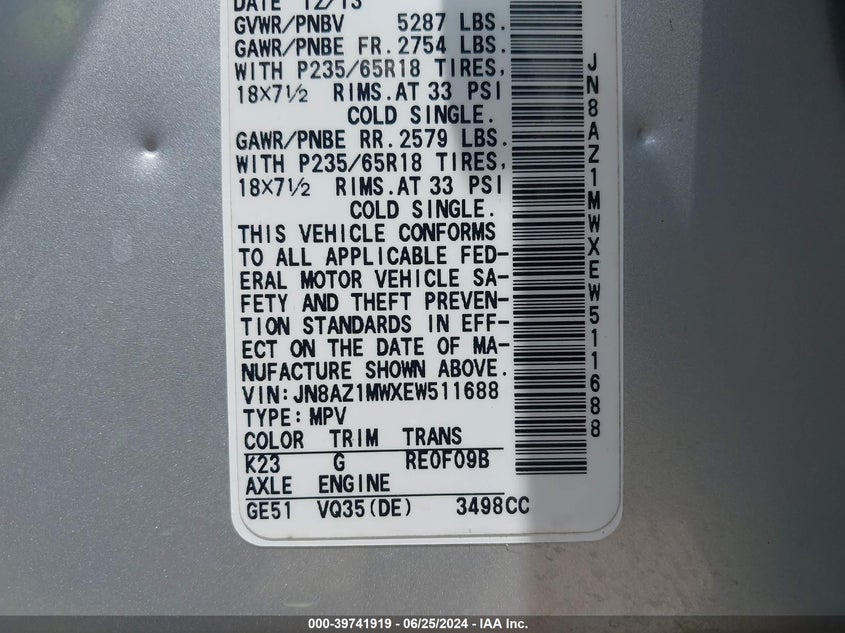 DATE 12/13
GVWR/PNBV 5287 LBS.
GAWR/PNBE FR. 2754 LBS.
WITH P235/65R18 TIRES,
18X7½ RIMS. AT 33 PSI
COLD SINGLE.
GAWR/PNBE RR. 2579 LBS.
WITH P235/65R18 TIRES,
18X7½ RIMS. AT 33 PSI
COLD SINGLE.
THIS VEHICLE CONFORMS
TO ALL APPLICABLE FED-
ERAL MOTOR VEHICLE SA-
FETY AND THEFT PREVEN-
TION STANDARDS IN EFF-
ECT ON THE DATE OF MA-
NUFACTURE SHOWN ABOVE.
VIN: JN8AZ1MWXEW511688
TYPE: MPV
COLOR TRIM TRANS
K23 G RE0F09B
AXLE ENGINE
GE51 VQ35(DE) 3498CC
JN8AZ1MWXEW511688
000-39741919 - 06/25/2024 - IAA Inc.